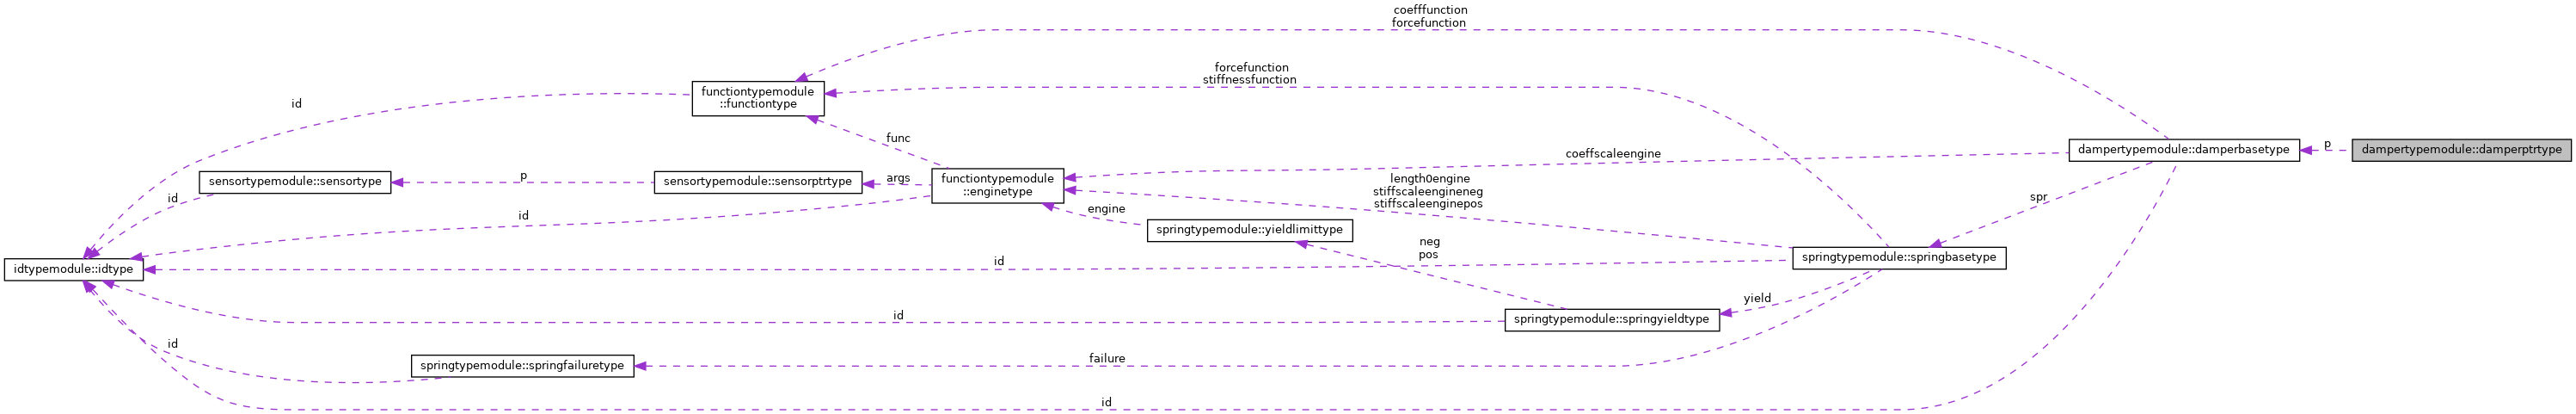 coefffunction
forcefunction
forcefunction
stiffnessfunction
id
functiontypemodule
::functiontype
func
coeffscaleengine
dampertypemodule::damperbasetype
p
dampertypemodule::damperptrtype
sensortypemodule::sensortype
p
sensortypemodule::sensorptrtype
args
functiontypemodule
::enginetype
length0engine
stiffscaleengineneg
stiffscaleenginepos
id
id
engine
spr
springtypemodule::yieldlimittype
neg
pos
idtypemodule::idtype
id
springtypemodule::springbasetype
yield
id
springtypemodule::springyieldtype
id
failure
springtypemodule::springfailuretype
id